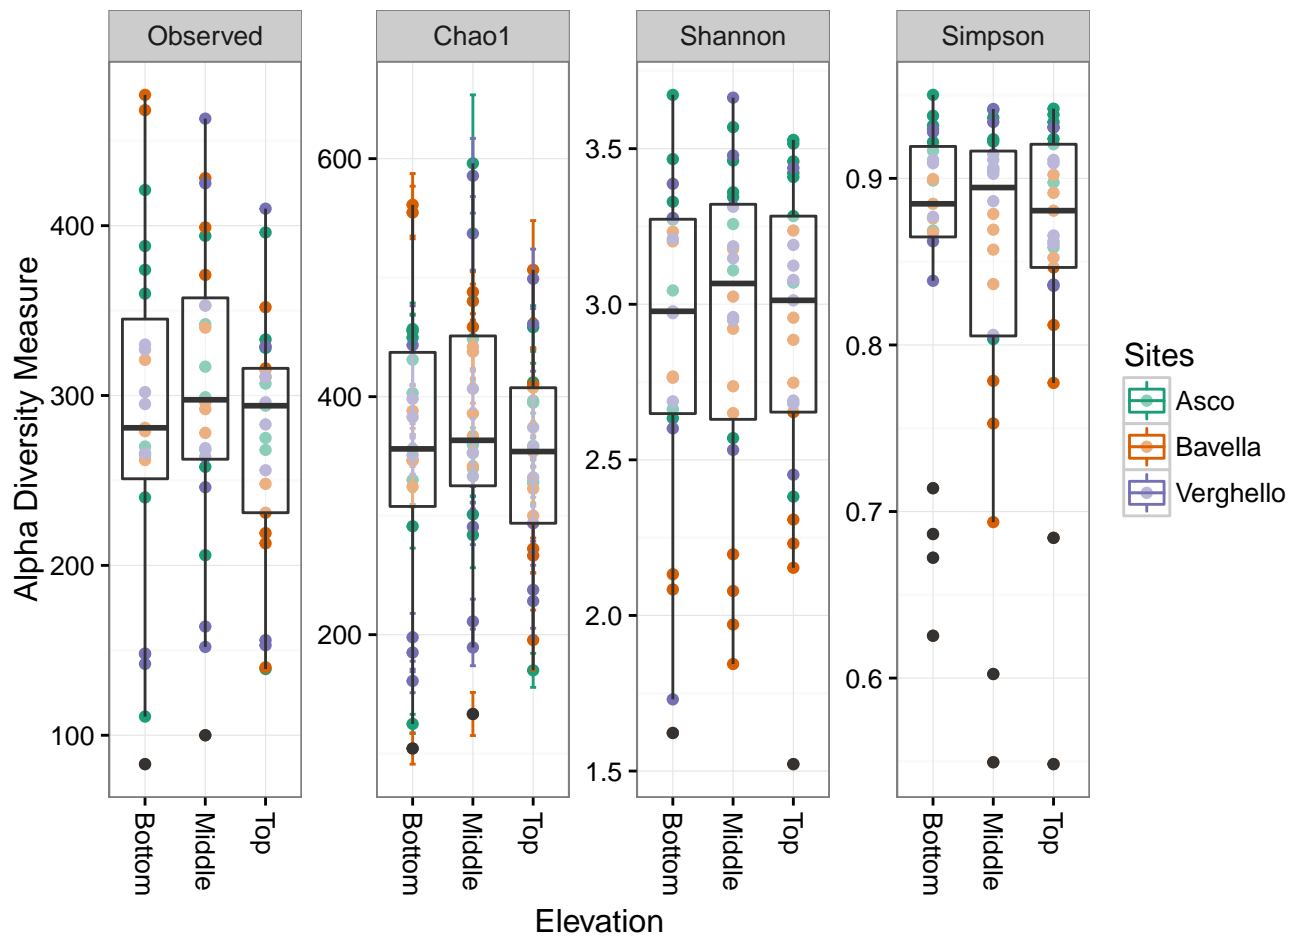 Observed
Chao1
Shannon
Simpson
Alpha Diversity Measure
400
300
200
100
600
400
200
3.5
3.0
2.5
2.0
1.5
0.9
0.8
0.7
0.6
Bottom
Middle
Top
Bottom
Middle
Top
Bottom
Middle
Top
Bottom
Middle
Top
Elevation
Sites
Asco
Bavella
Verghello